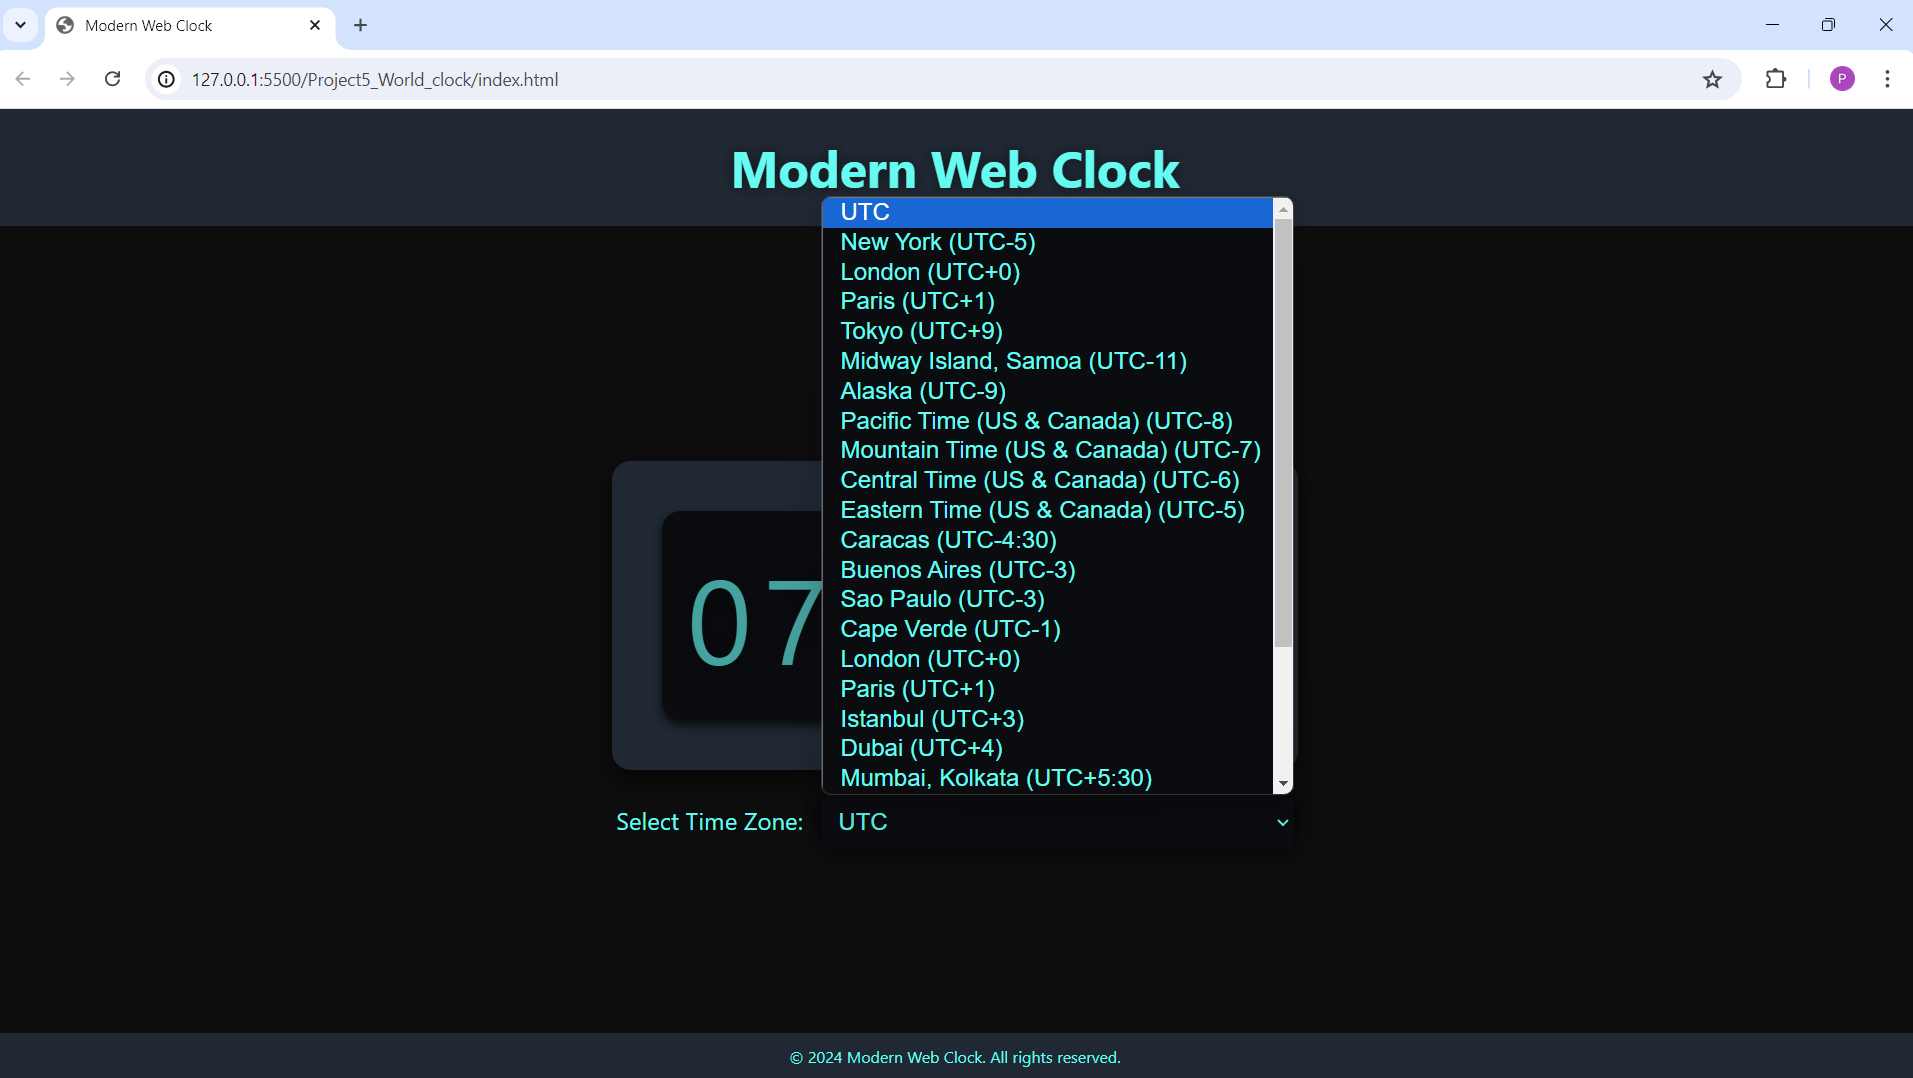 Modern Web Clock
127.0.0.1:5500/Project5_World_clock/index.html
P
Modern Web Clock
UTC
New York (UTC-5)
London (UTC+0)
Paris (UTC+1)
Tokyo (UTC+9)
Midway Island, Samoa (UTC-11)
Alaska (UTC-9)
Pacific Time (US & Canada) (UTC-8)
Mountain Time (US & Canada) (UTC-7)
Central Time (US & Canada) (UTC-6)
Eastern Time (US & Canada) (UTC-5)
Caracas (UTC-4:30)
Buenos Aires (UTC-3)
Sao Paulo (UTC-3)
Cape Verde (UTC-1)
London (UTC+0)
Paris (UTC+1)
Istanbul (UTC+3)
Dubai (UTC+4)
Mumbai, Kolkata (UTC+5:30)
07
Select Time Zone: UTC
© 2024 Modern Web Clock. All rights reserved.